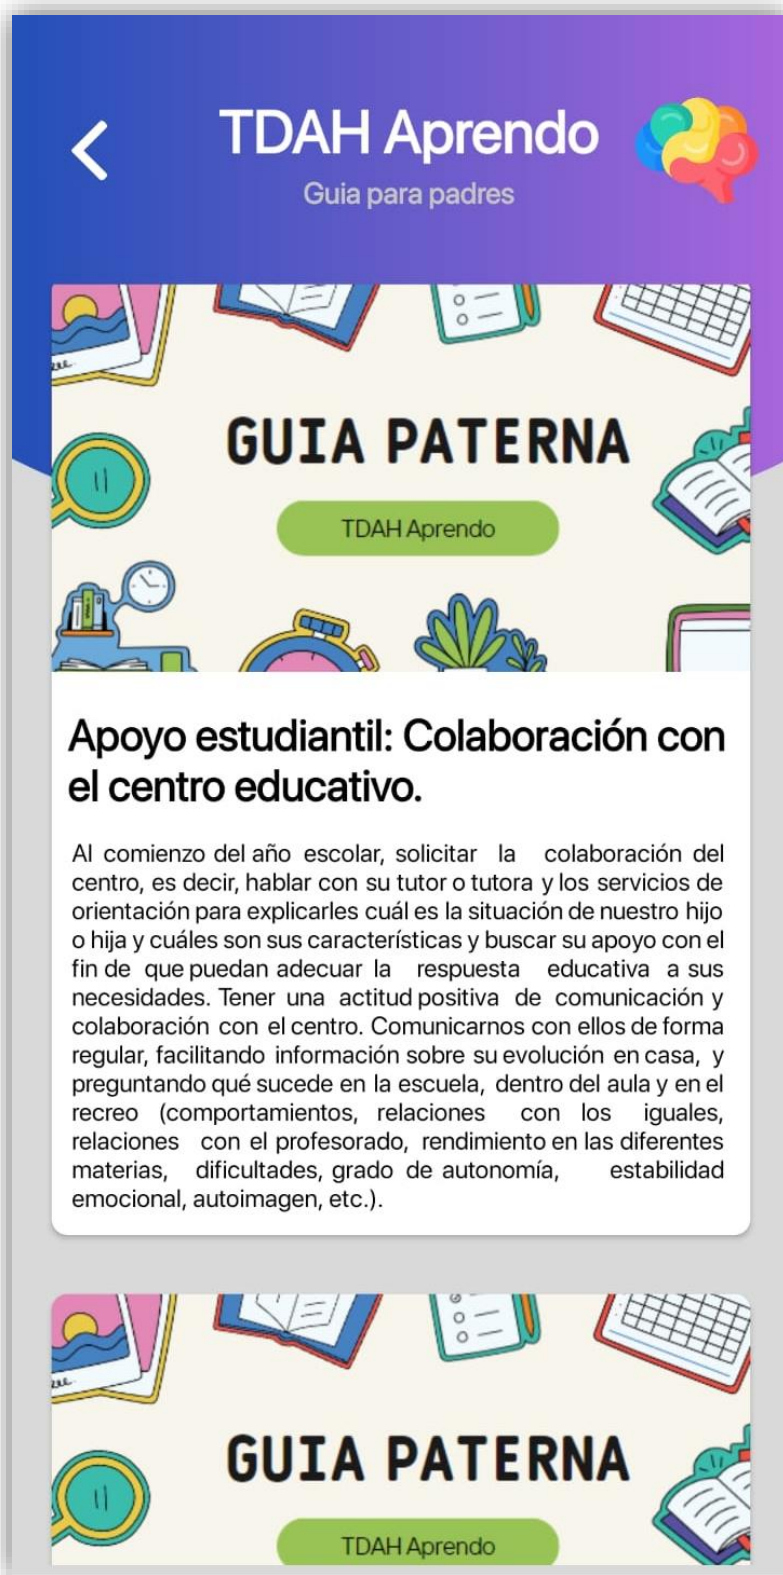 TDAH Aprendo
Guia para padres
GUIA PATERNA
TDAH Aprendo
Apoyo estudiantil: Colaboración con
el centro educativo.
Al comienzo del año escolar, solicitar la colaboración del
centro, es decir, hablar con su tutor o tutora y los servicios de
orientación para explicarles cuál es la situación de nuestro hijo
o hija y cuáles son sus características y buscar su apoyo con el
fin de que puedan adecuar la respuesta educativa a sus
necesidades. Tener una actitud positiva de comunicación y
colaboración con el centro. Comunicarnos con ellos de forma
regular, facilitando información sobre su evolución en casa, y
preguntando qué sucede en la escuela, dentro del aula y en el
recreo (comportamientos, relaciones con los iguales,
relaciones con el profesorado, rendimiento en las diferentes
materias, dificultades, grado de autonomía, estabilidad
emocional, autoimagen, etc.).
GUIA PATERNA
TDAH Aprendo